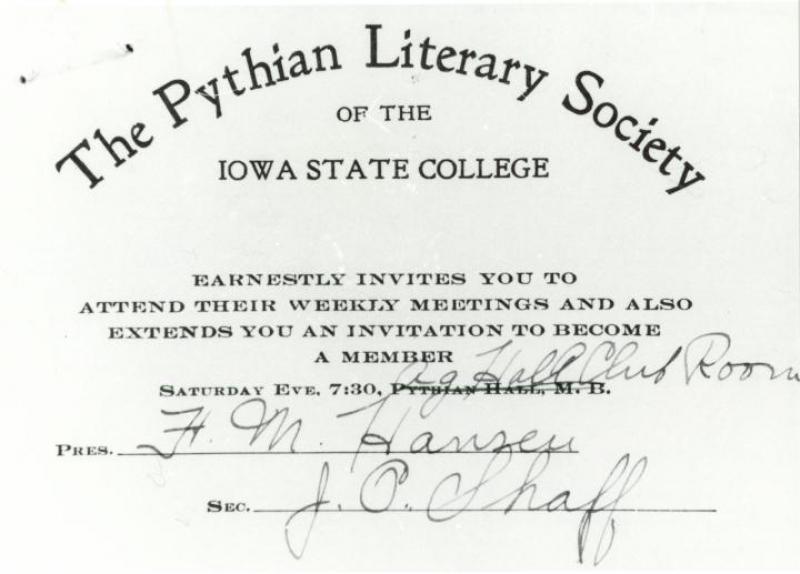 The Pythian Literary Society
OF THE
IOWA STATE COLLEGE
EARNESTLY INVITES YOU TO
ATTEND THEIR WEEKLY MEETINGS AND ALSO
EXTENDS YOU AN INVITATION TO BECOME
A MEMBER
Ag Hall Club Room
SATURDAY EVE, 7:30, PYTHIAN HALL, M. B.
PRES. F. M. Hansen
SEC. J. C. Shaff